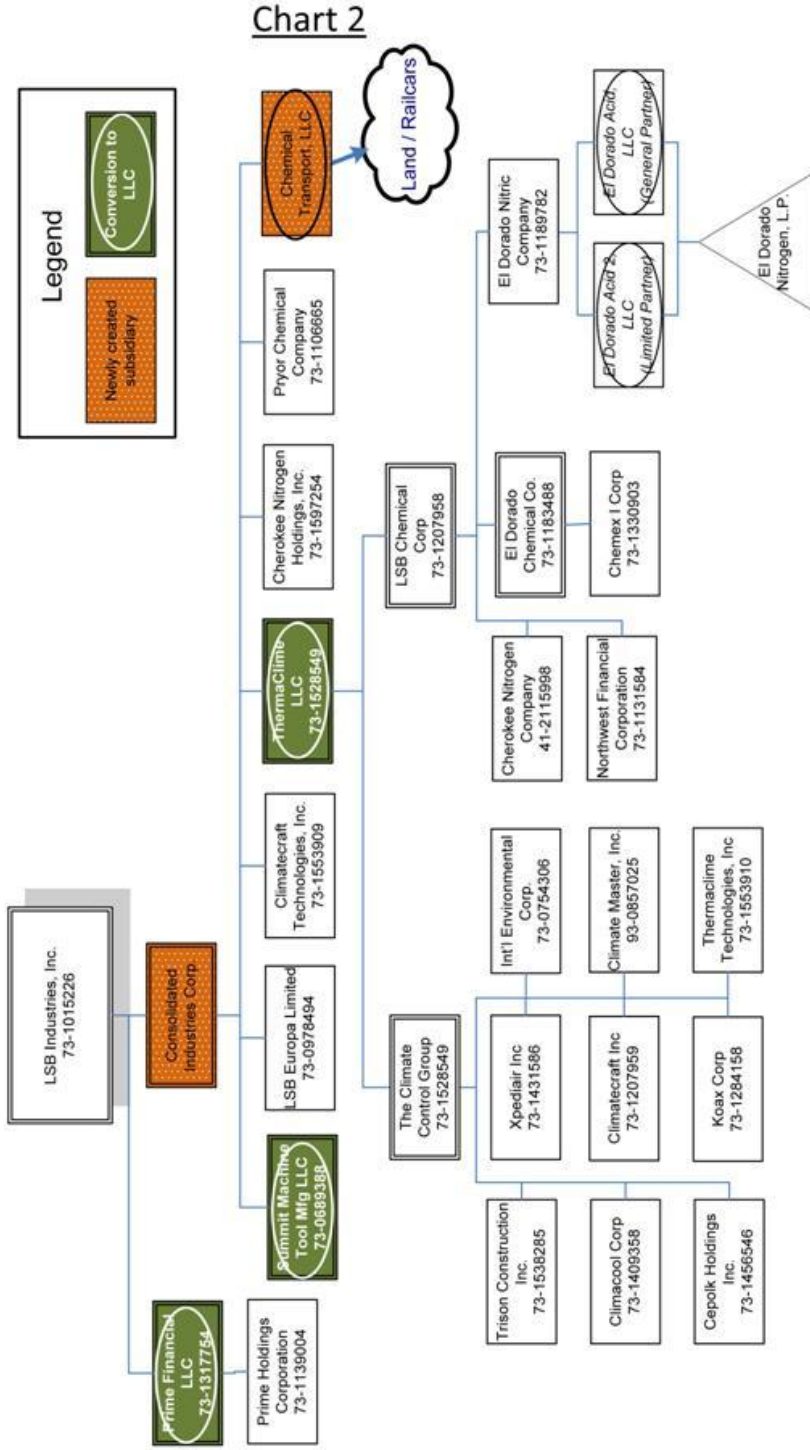 Chart 2
Legend
Newly created
subsidiary
Conversion to
LLC
LSB Industries, Inc.
73-1015226
Prime Financial
LLC
73-1317754
Prime Holdings
Corporation
73-1139004
Consolidated
Industries Corp
Summit Machine
Tool Mfg LLC
73-0689388
LSB Europa Limited
73-0978494
Climatecraft
Technologies, Inc.
73-1553909
ThermaClime
LLC
73-1528549
Cherokee Nitrogen
Holdings, Inc.
73-1597254
Pryor Chemical
Company
73-1106665
Chemical
Transport, LLC
Land / Railcars
The Climate
Control Group
73-1528549
Trison Construction
Inc.
73-1538285
Climacool Corp
73-1409358
Cepolk Holdings
Inc.
73-1456546
Xpediair Inc
73-1431586
Climatecraft Inc
73-1207959
Koax Corp
73-1284158
Int'l Environmental
Corp.
73-0754306
Climate Master, Inc.
93-0857025
Thermaclime
Technologies, Inc
73-1553910
LSB Chemical
Corp
73-1207958
Cherokee Nitrogen
Company
41-2115998
Northwest Financial
Corporation
73-1131584
El Dorado
Chemical Co.
73-1183488
Chemex I Corp
73-1330903
El Dorado Nitric
Company
73-1189782
El Dorado Acid 2,
LLC
(Limited Partner)
El Dorado Acid,
LLC
(General Partner)
El Dorado
Nitrogen, L.P.